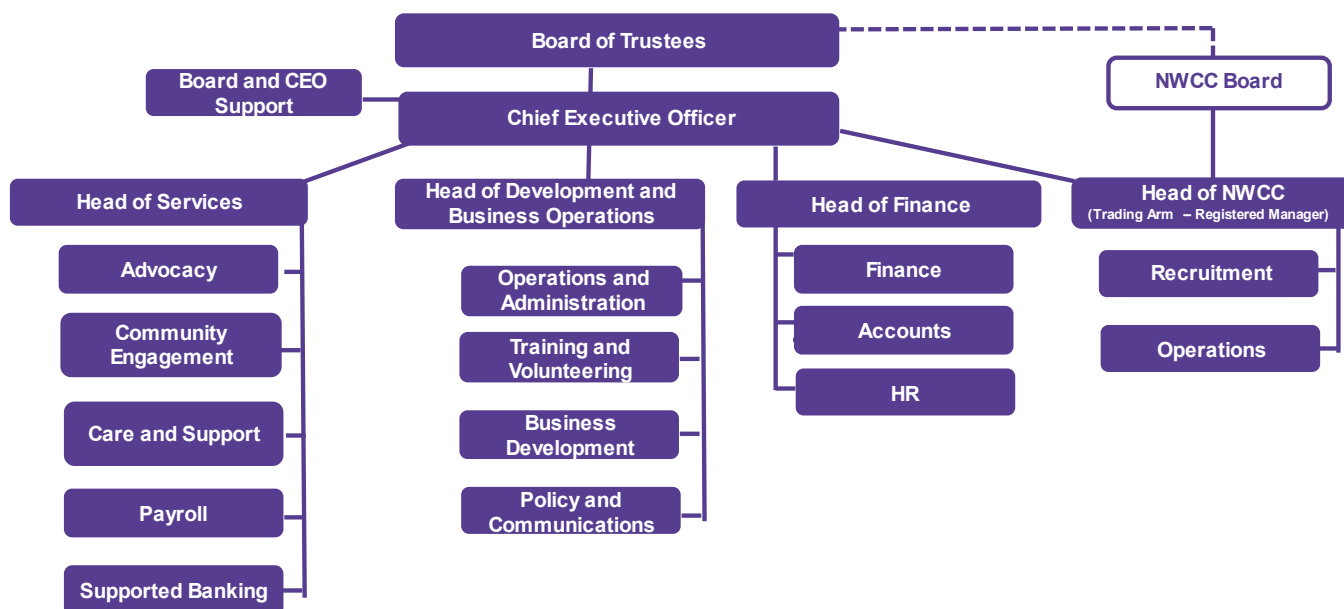 Board of Trustees
Board and CEO
Support
NWCC Board
Chief Executive Officer
Head of Services
Head of Development and
Business Operations
Head of Finance
Head of NWCC
(Trading Arm – Registered Manager)
Advocacy
Community
Engagement
Care and Support
Payroll
Supported Banking
Operations and
Administration
Training and
Volunteering
Business
Development
Policy and
Communications
Finance
Accounts
HR
Recruitment
Operations